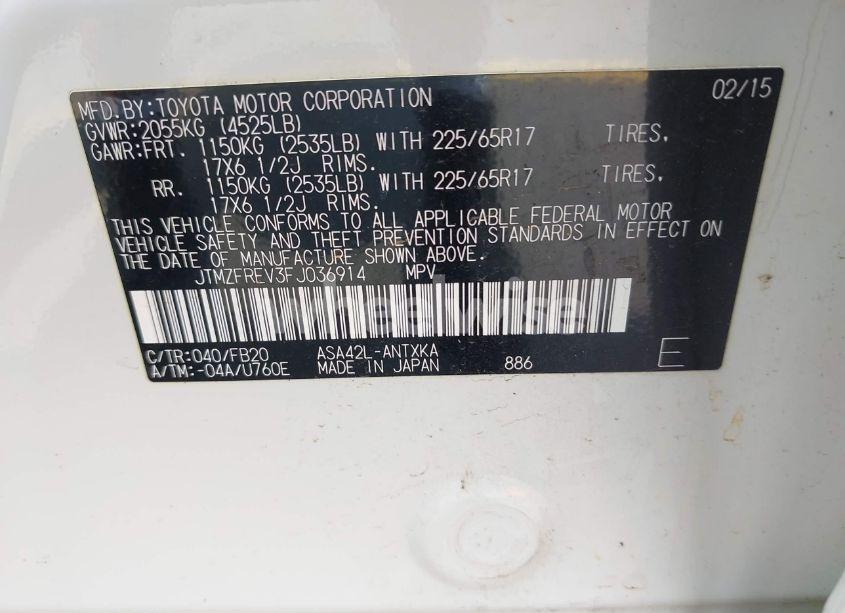 MFD.BY:TOYOTA MOTOR CORPORATION 02/15
GVWR:2055KG (4525LB)
GAWR:FRT. 1150KG (2535LB) WITH 225/65R17 TIRES,
17X6 1/2J RIMS.
RR. 1150KG (2535LB) WITH 225/65R17 TIRES,
17X6 1/2J RIMS.
THIS VEHICLE CONFORMS TO ALL APPLICABLE FEDERAL MOTOR
VEHICLE SAFETY AND THEFT PREVENTION STANDARDS IN EFFECT ON
THE DATE OF MANUFACTURE SHOWN ABOVE.
JTMZFREV3FJ036914 MPV
C/TR:040/FB20 ASA42L-ANTXKA
A/TM:-04A/U760E MADE IN JAPAN 886 E